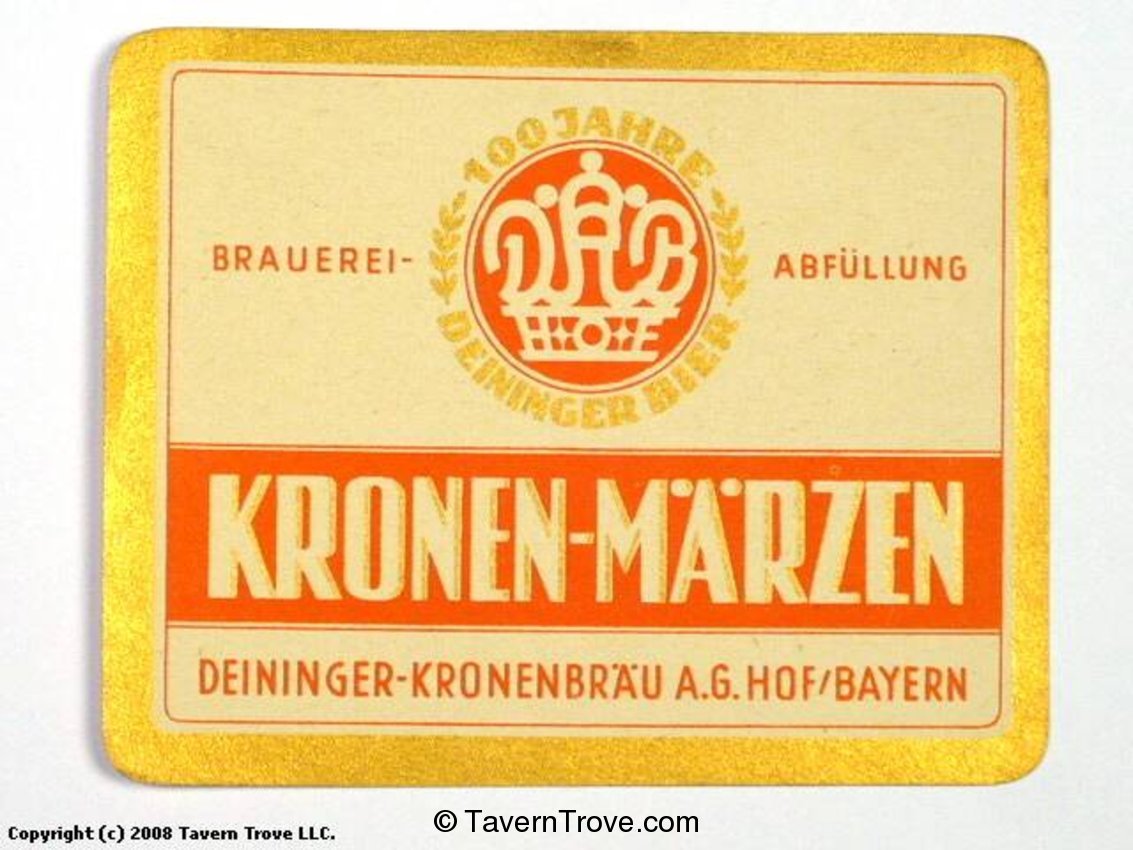 100 JAHRE
BRAUEREI-
ABFÜLLUNG
HOF
DEININGER BIER
KRONEN-MÄRZEN
DEININGER-KRONENBRÄU A.G. HOF/BAYERN
Copyright (c) 2008 Tavern Trove LLC.
© TavernTrove.com